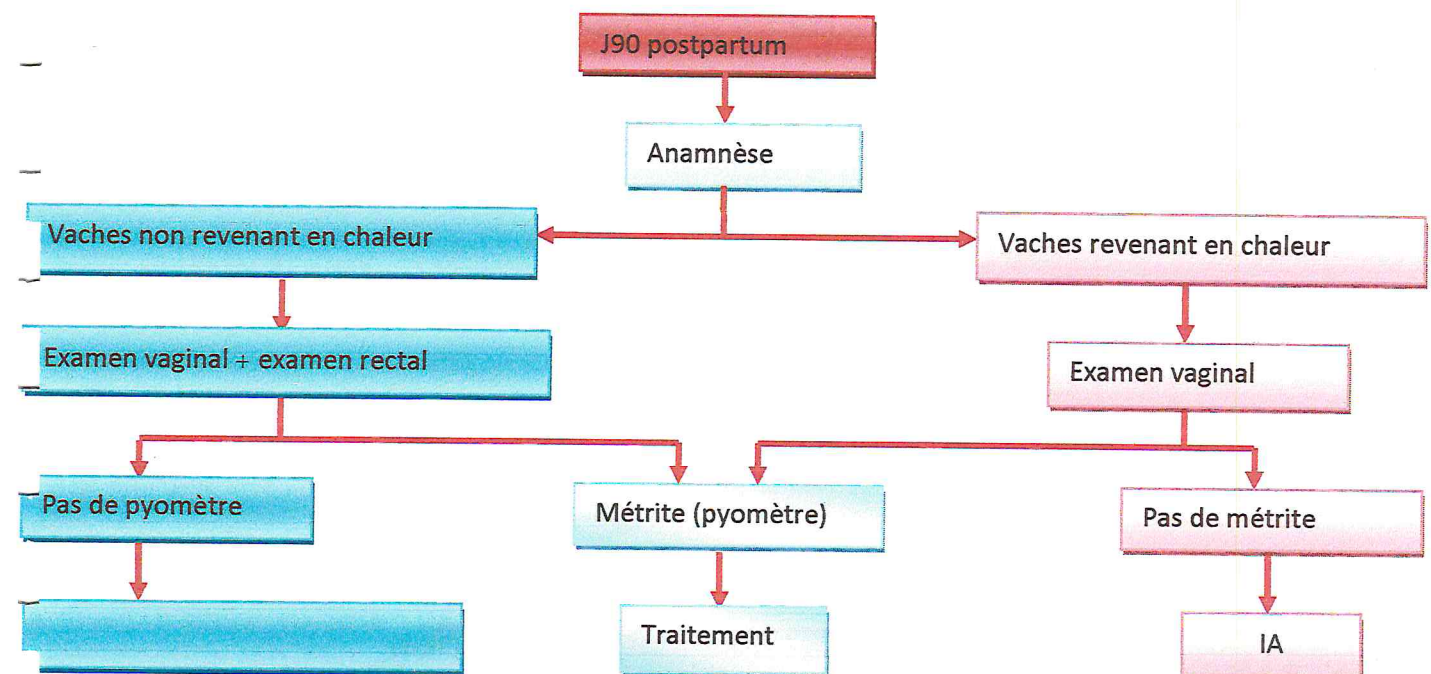 J90 postpartum
Anamnèse
Vaches non revenant en chaleur
Vaches revenant en chaleur
Examen vaginal + examen rectal
Examen vaginal
Pas de pyomètre
Métrite (pyomètre)
Pas de métrite
Traitement
IA